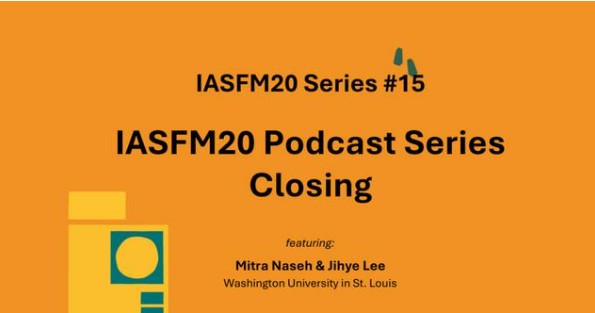 IASFM20 Series #15
IASFM20 Podcast Series
Closing
featuring:
Mitra Naseh & Jihye Lee
Washington University in St. Louis